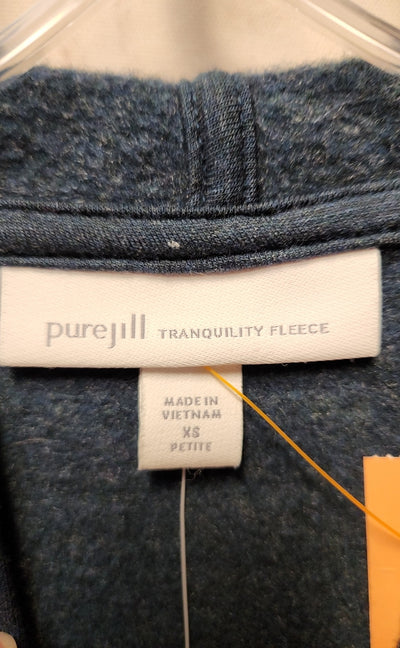 purejill TRANQUILITY FLEECE
MADE IN
VIETNAM
XS
PETITE